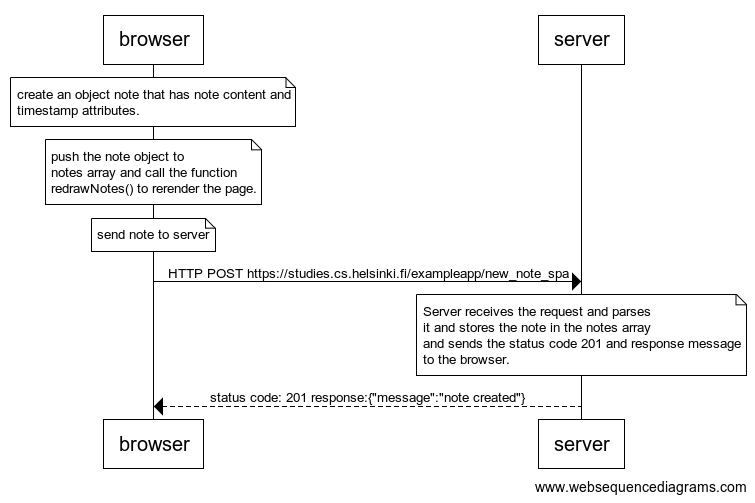 browser
server
create an object note that has note content and
timestamp attributes.
push the note object to
notes array and call the function
redrawNotes() to rerender the page.
send note to server
HTTP POST https://studies.cs.helsinki.fi/exampleapp/new_note_spa
Server receives the request and parses
it and stores the note in the notes array
and sends the status code 201 and response message
to the browser.
status code: 201 response:{"message":"note created"}
browser
server
www.websequencediagrams.com